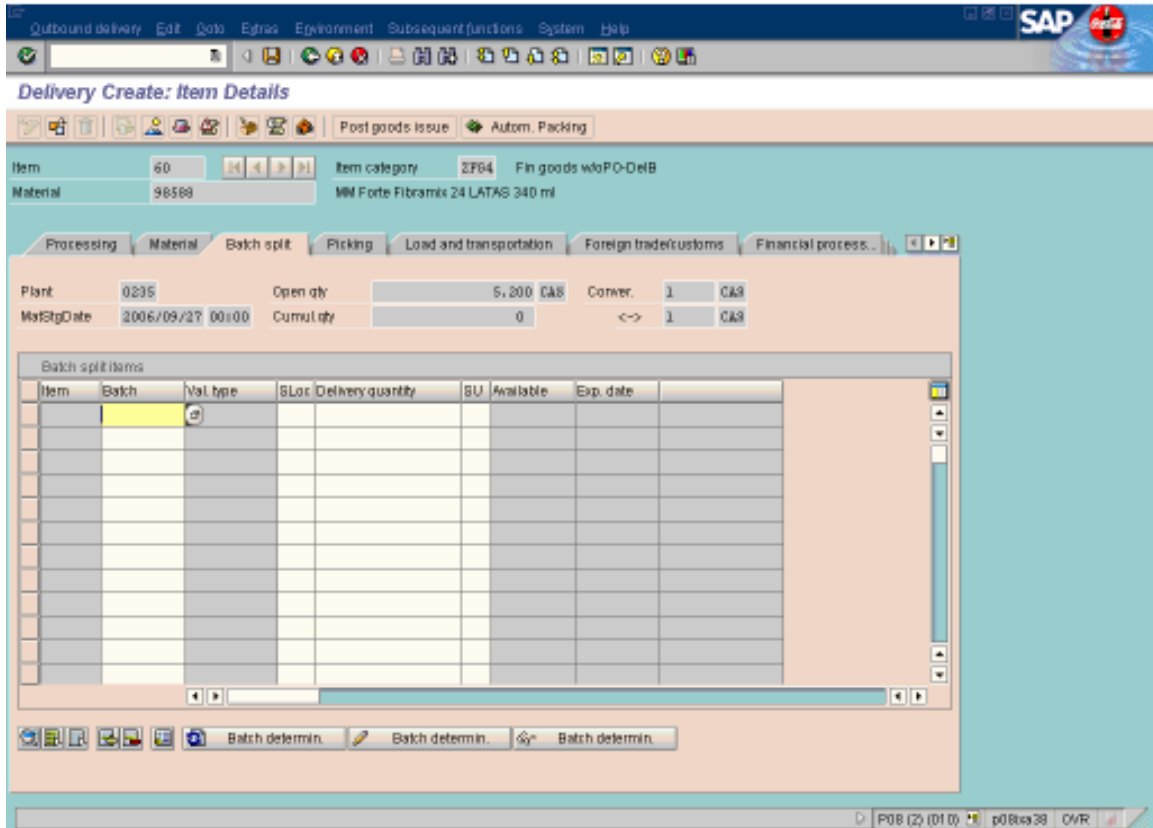 Outbound delivery Edit Goto Extras Environment Subsequent functions System Help
SAP
Delivery Create: Item Details
Post goods issue Autom. Packing
Item 60 Item category ZFG4 Fin goods w/oPO-DelB
Material 98588 MM Forte Fibramix 24 LATAS 340 ml
Processing Material Batch split Picking Load and transportation Foreign trade/customs Financial process...
Plant 0235 Open qty 5.200 CAS Conver. 1 CAS
MatStgDate 2006/09/27 00:00 Cumul.qty 0 <-> 1 CAS
Batch split items
Item Batch Val. type SLoc Delivery quantity SU Available Exp. date
Batch determin. Batch determin. Batch determin.
P08 (2) (010) p08txa38 OVR